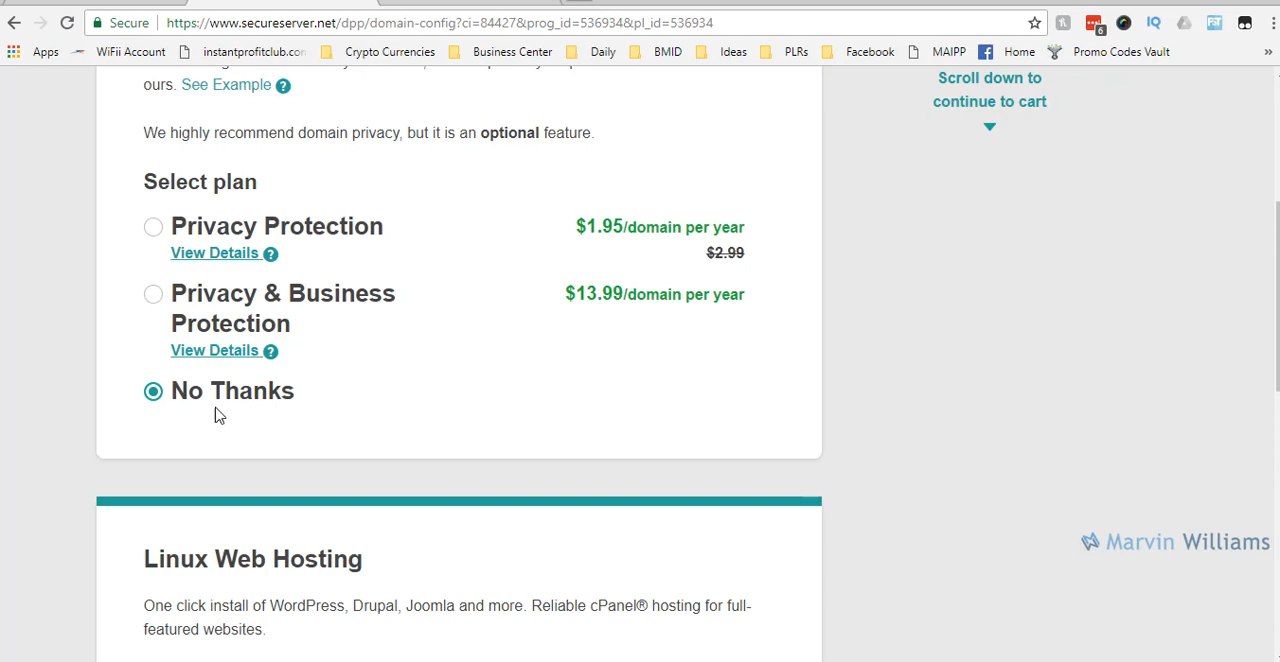 Secure https://www.secureserver.net/dpp/domain-config?ci=84427&prog_id=536934&pl_id=536934
6
Apps WiFii Account instantprofitclub.com Crypto Currencies Business Center Daily BMID Ideas PLRs Facebook MAIPP Home Promo Codes Vault »
ours. See Example ?
Scroll down to
continue to cart
We highly recommend domain privacy, but it is an optional feature.
Select plan
Privacy Protection $1.95/domain per year
View Details ? $2.99
Privacy & Business $13.99/domain per year
Protection
View Details ?
No Thanks
Linux Web Hosting
One click install of WordPress, Drupal, Joomla and more. Reliable cPanel® hosting for full-
featured websites.
Marvin Williams